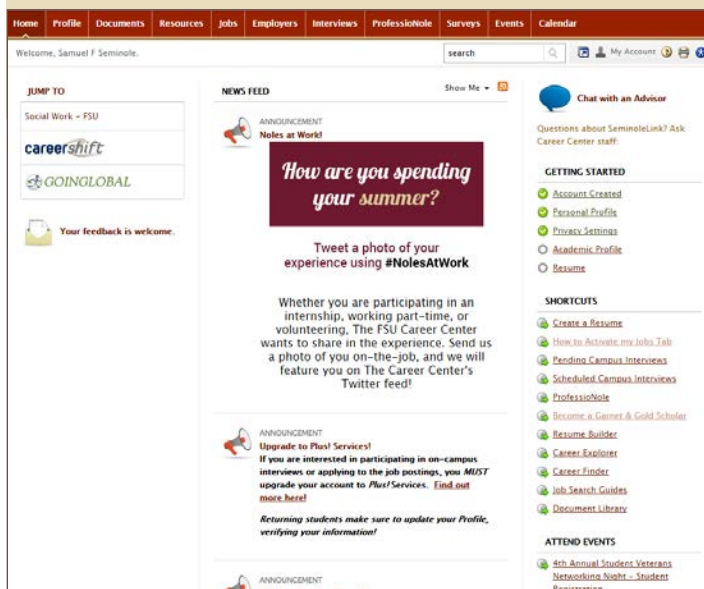 Home Profile Documents Resources Jobs Employers Interviews ProfessioNole Surveys Events Calendar
Welcome, Samuel F Seminole.
search
My Account
JUMP TO
Social Work - FSU
careershift
GOINGLOBAL
Your feedback is welcome.
NEWS FEED
Show Me
ANNOUNCEMENT
Noles at Work!
How are you spending
your summer?
Tweet a photo of your
experience using #NolesAtWork
Whether you are participating in an
internship, working part-time, or
volunteering, The FSU Career Center
wants to share in the experience. Send us
a photo of you on-the-job, and we will
feature you on The Career Center's
Twitter feed!
ANNOUNCEMENT
Upgrade to Plus! Services!
If you are interested in participating in on-campus
interviews or applying to the job postings, you MUST
upgrade your account to Plus! Services. Find out
more here!
Returning students make sure to update your Profile,
verifying your information!
ANNOUNCEMENT
Chat with an Advisor
Questions about SeminoleLink? Ask
Career Center staff:
GETTING STARTED
Account Created
Personal Profile
Privacy Settings
Academic Profile
Resume
SHORTCUTS
Create a Resume
How to Activate my Jobs Tab
Pending Campus Interviews
Scheduled Campus Interviews
ProfessioNole
Become a Garnet & Gold Scholar
Resume Builder
Career Explorer
Career Finder
Job Search Guides
Document Library
ATTEND EVENTS
4th Annual Student Veterans
Networking Night - Student
Registration